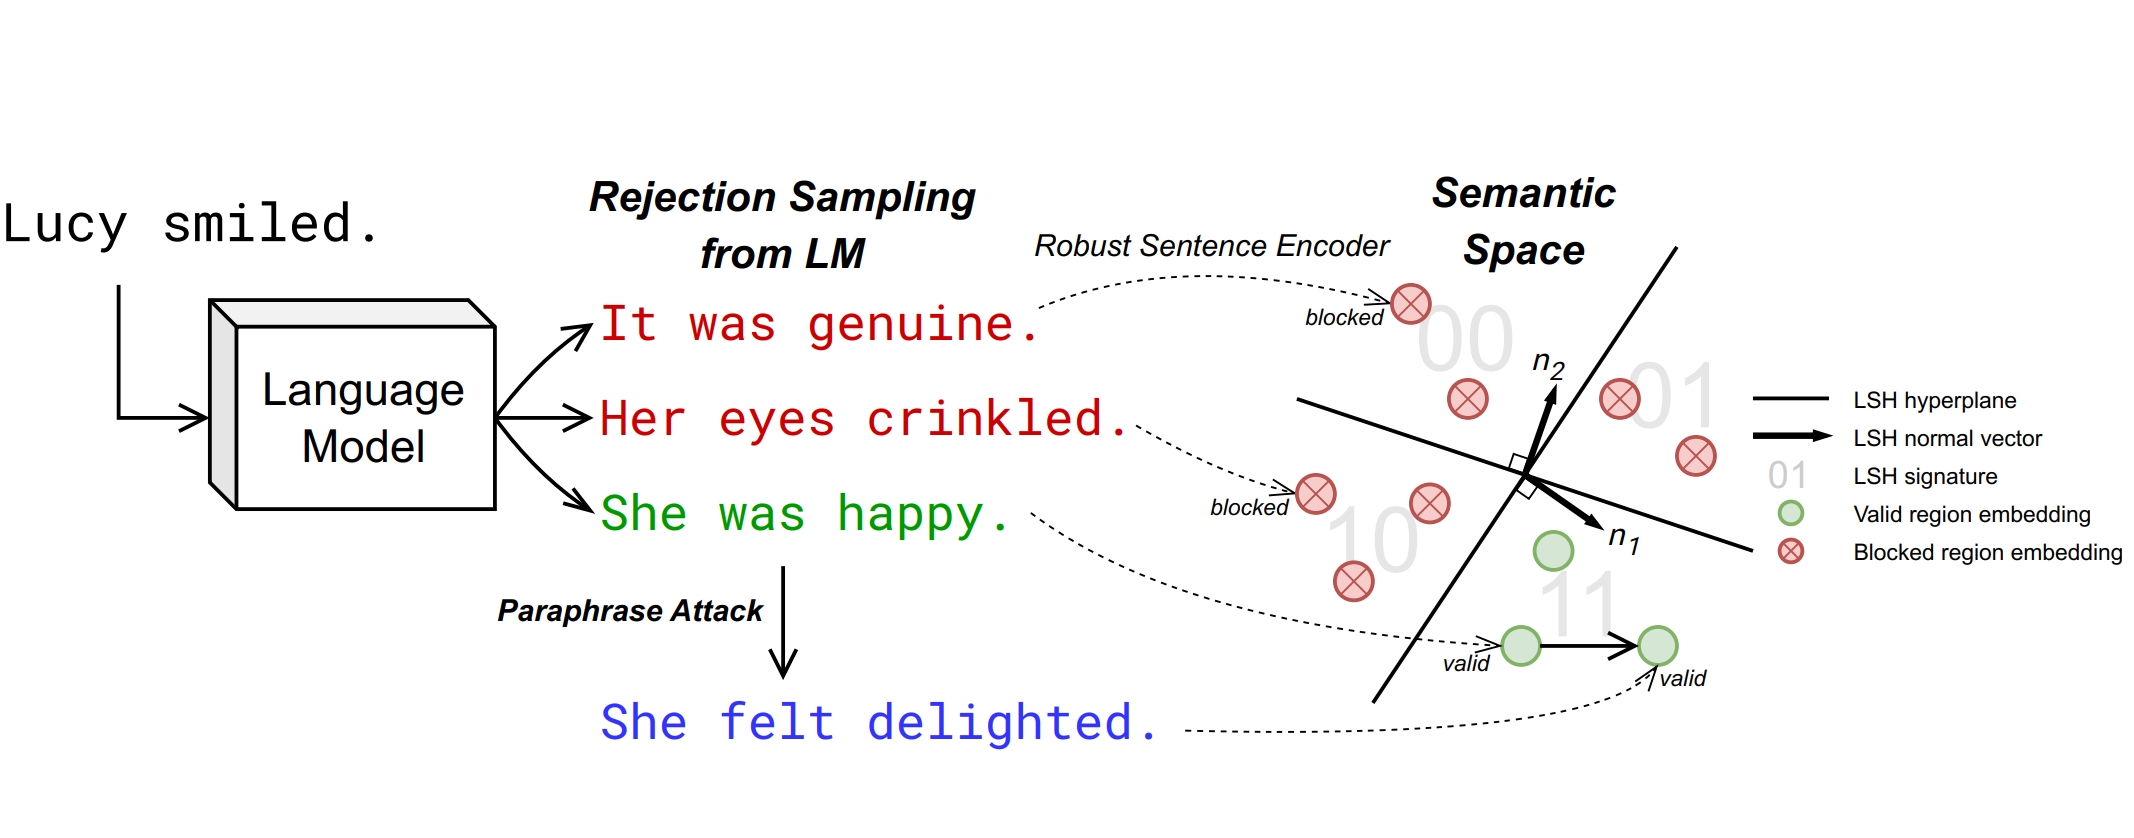 Lucy smiled.
Language
Model
Rejection Sampling
from LM
It was genuine.
Her eyes crinkled.
She was happy.
Paraphrase Attack
She felt delighted.
Robust Sentence Encoder
Semantic
Space
blocked
00
01
n2
blocked
10
n1
11
valid
valid
LSH hyperplane
LSH normal vector
01 LSH signature
Valid region embedding
Blocked region embedding